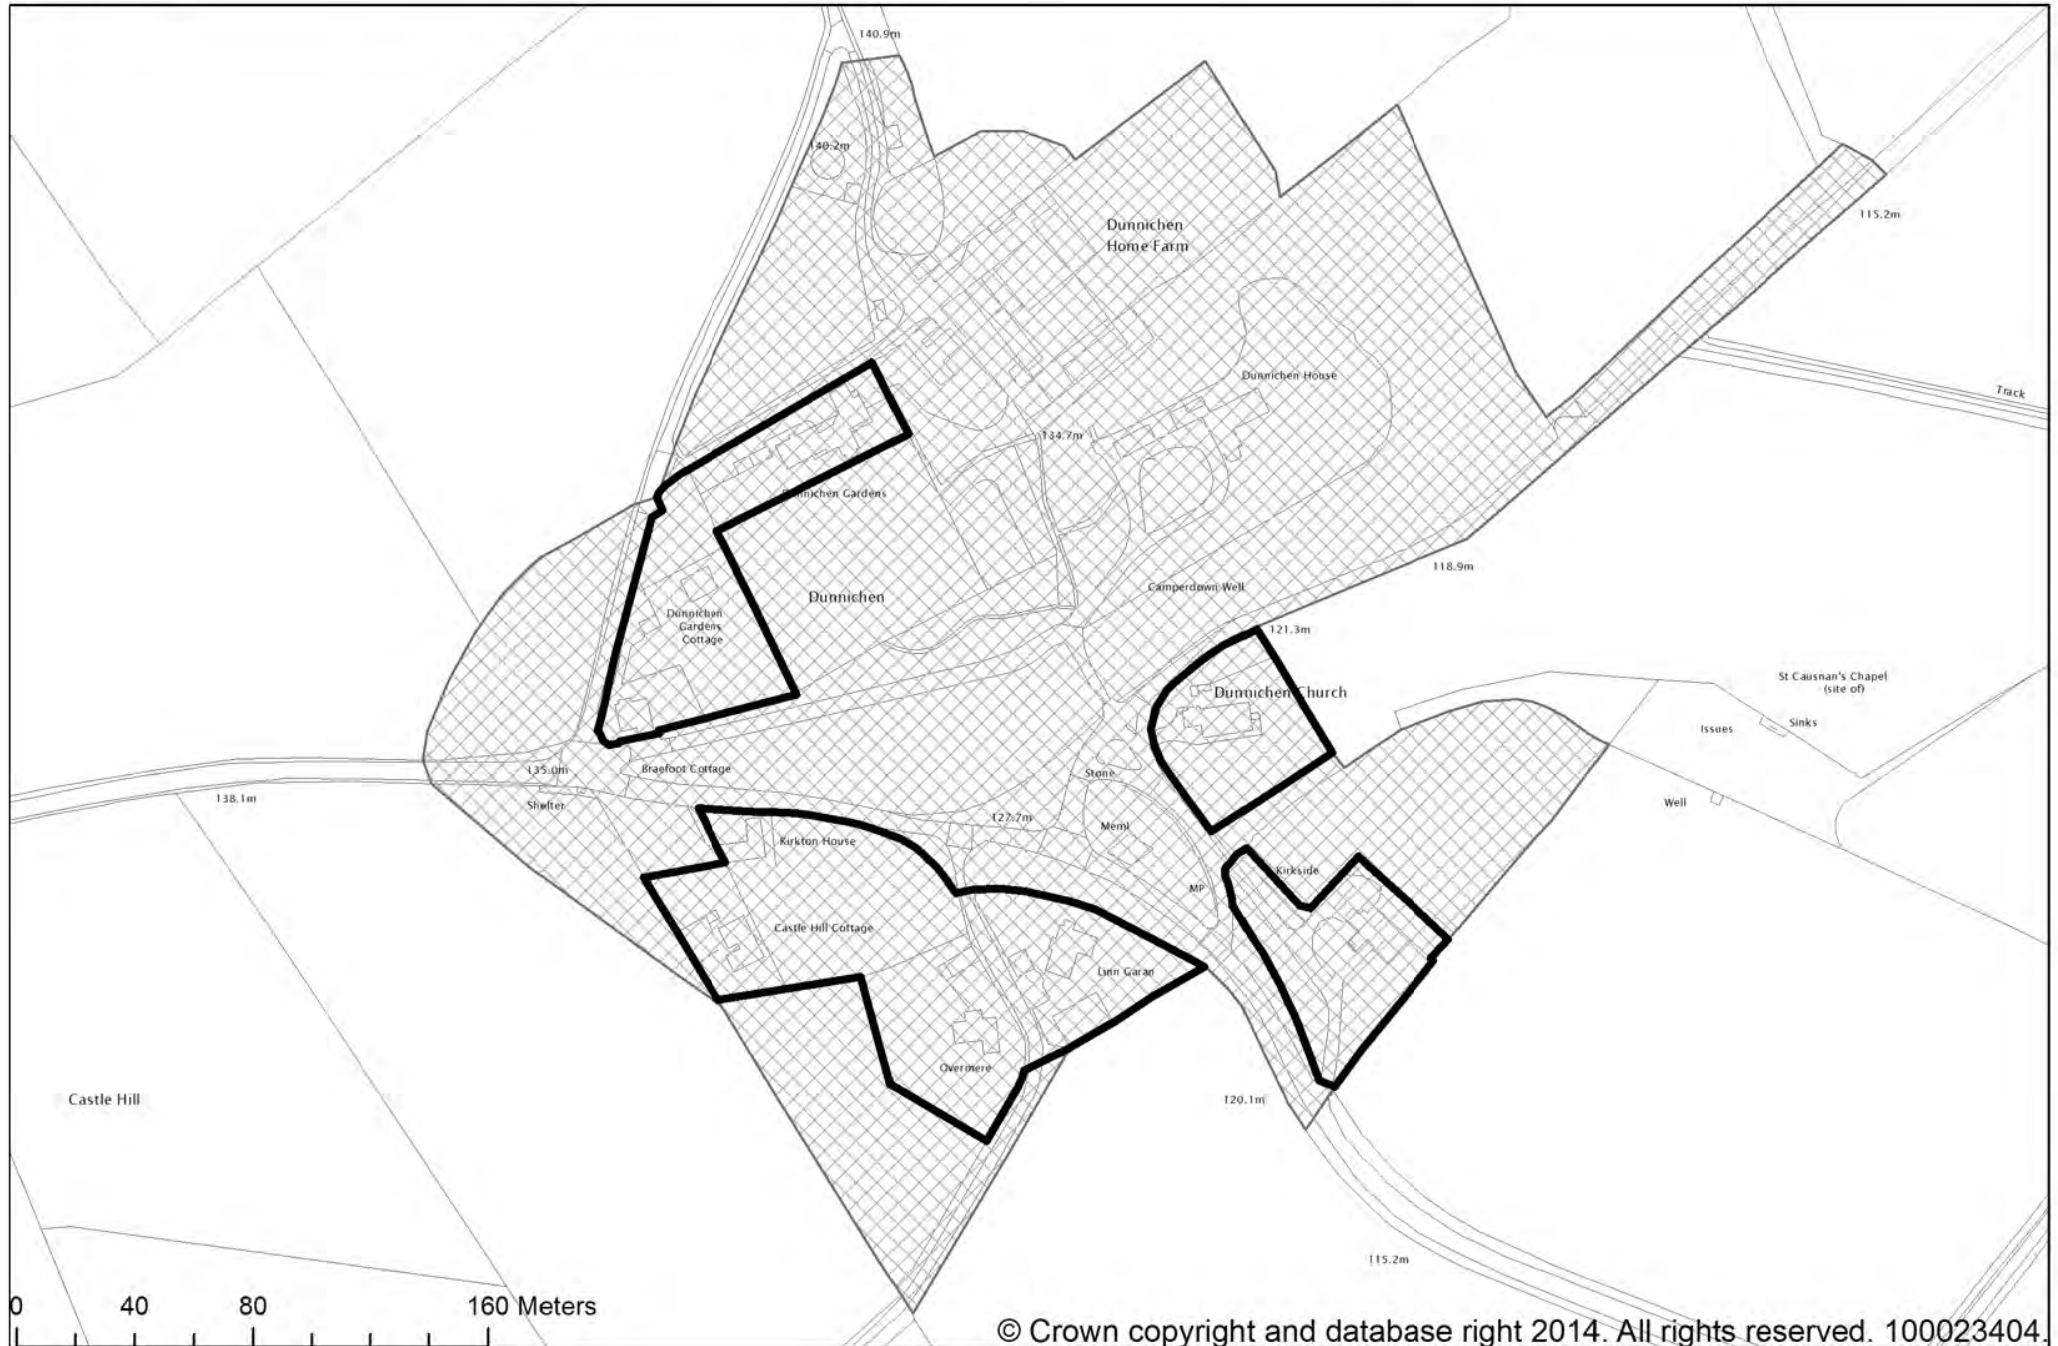 140.9m
140.2m
Dunnichen
Home Farm
115.2m
Dunnichen House
Track
134.7m
Dunnichen Gardens
118.9m
Camperdown Well
Dunnichen
Dunnichen
Gardens
Cottage
121.3m
St Causnan's Chapel
(site of)
Dunnichen Church
Issues
Sinks
135.0m
Braefoot Cottage
Stone
138.1m
Shelter
Well
127.7m
Meml
Kirkton House
Kirkside
MP
Castle Hill Cottage
Linn Garan
Overmere
Castle Hill
120.1m
115.2m
0 40 80 160 Meters
© Crown copyright and database right 2014. All rights reserved. 100023404.